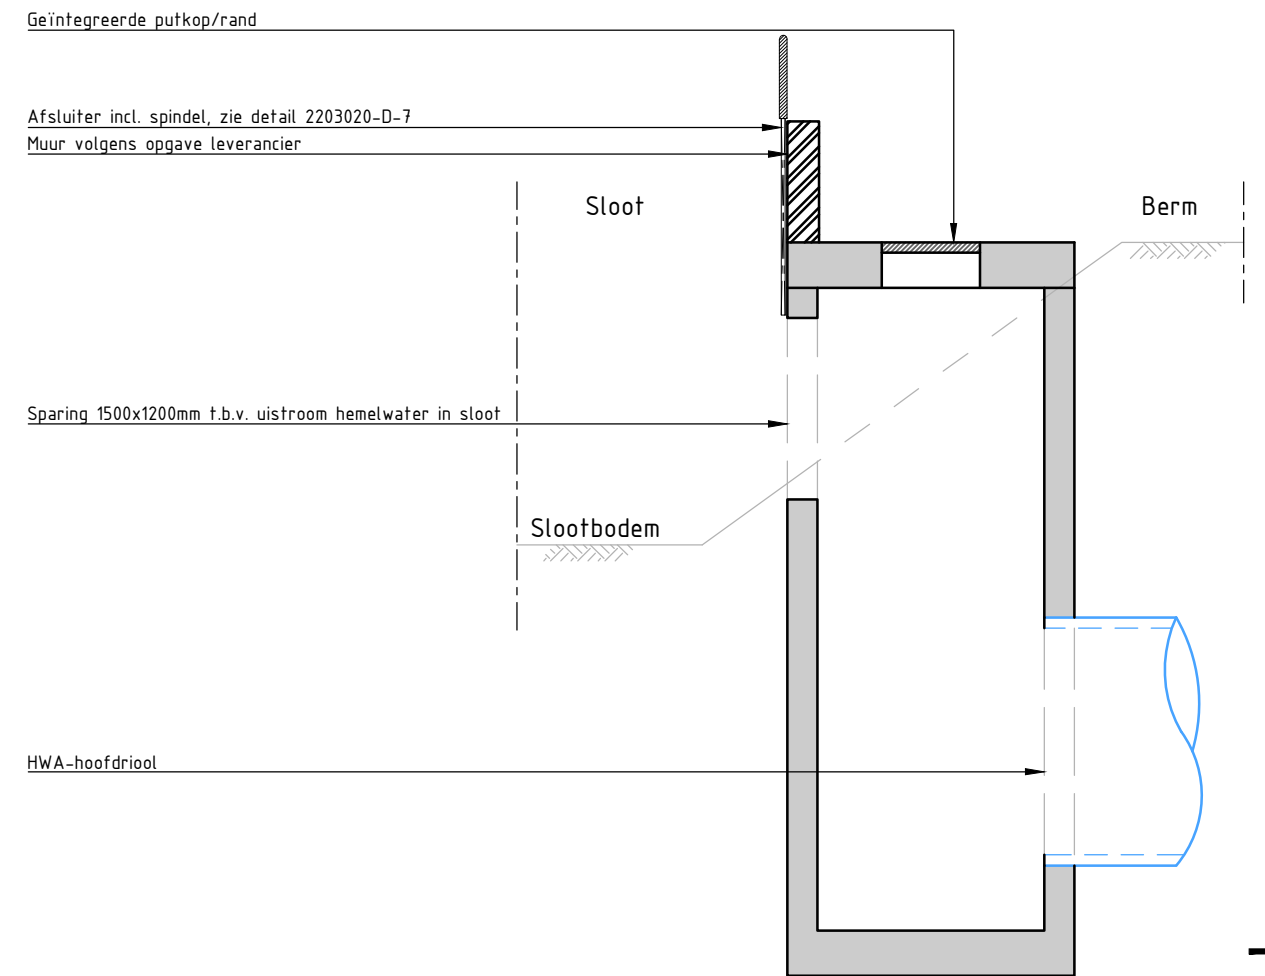 Geïntegreerde putkop/rand
Afsluiter incl. spindel, zie detail 2203020-D-7
Muur volgens opgave leverancier
Sloot
Berm
Sparing 1500x1200mm t.b.v. uistroom hemelwater in sloot
Slootbodem
HWA-hoofdriool